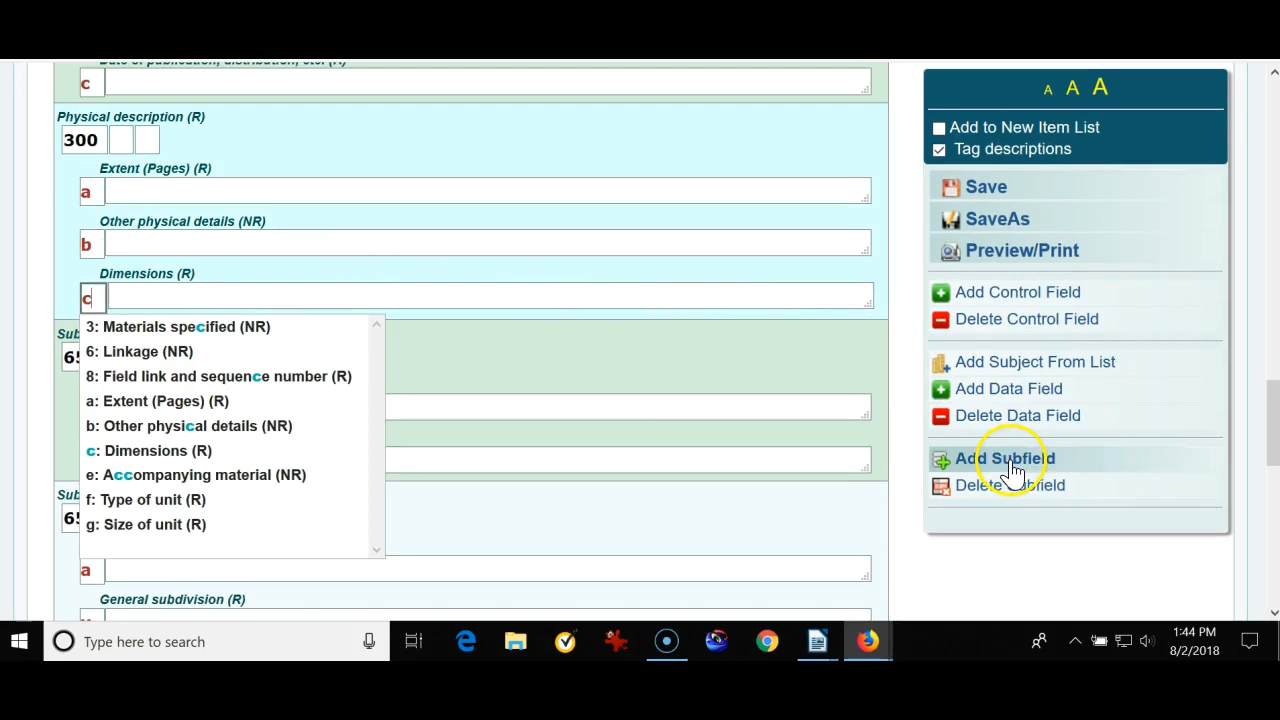 Date of publication, distribution, etc. (R)
c
Physical description (R)
300
Extent (Pages) (R)
a
Other physical details (NR)
b
Dimensions (R)
c
Sub
65
3: Materials specified (NR)
6: Linkage (NR)
8: Field link and sequence number (R)
a: Extent (Pages) (R)
b: Other physical details (NR)
c: Dimensions (R)
e: Accompanying material (NR)
f: Type of unit (R)
g: Size of unit (R)
Sub
65
a
General subdivision (R)
A A A
Add to New Item List
Tag descriptions
Save
SaveAs
Preview/Print
Add Control Field
Delete Control Field
Add Subject From List
Add Data Field
Delete Data Field
Add Subfield
Delete Subfield
Type here to search
1:44 PM
8/2/2018